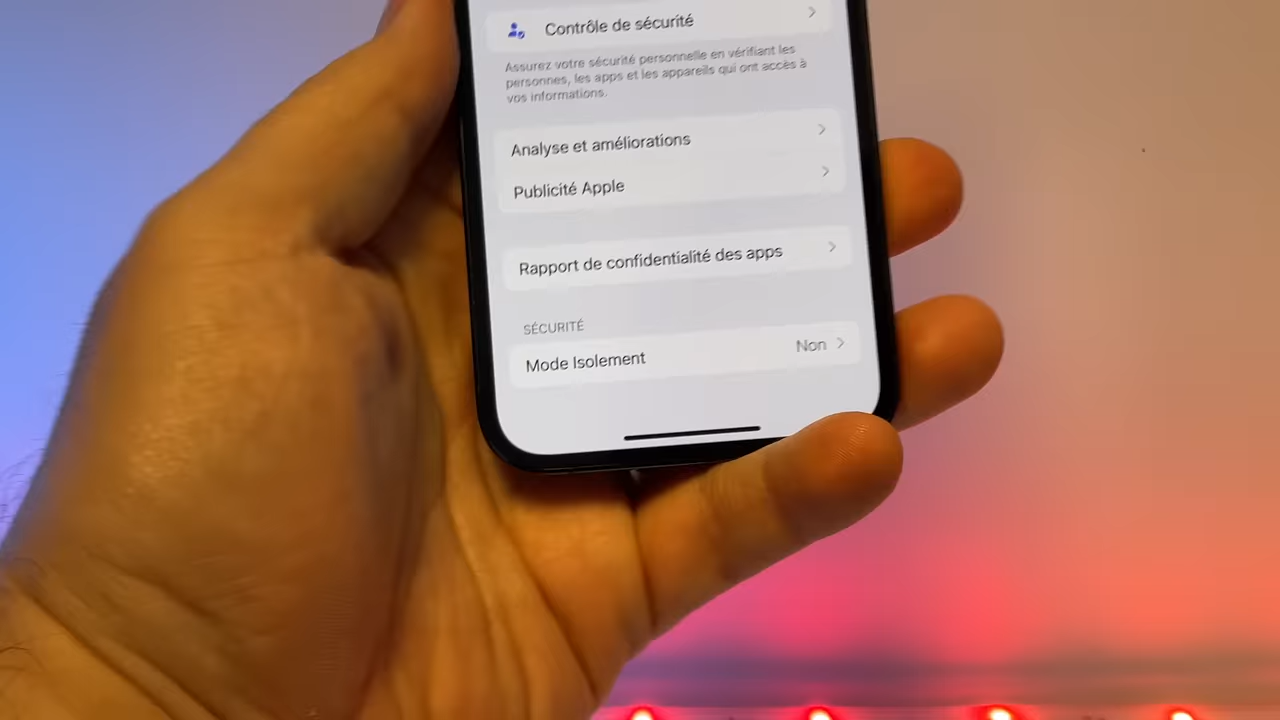 Contrôle de sécurité
Assurez votre sécurité personnelle en vérifiant les
personnes, les apps et les appareils qui ont accès à
vos informations.
Analyse et améliorations
Publicité Apple
Rapport de confidentialité des apps
SÉCURITÉ
Mode Isolement Non